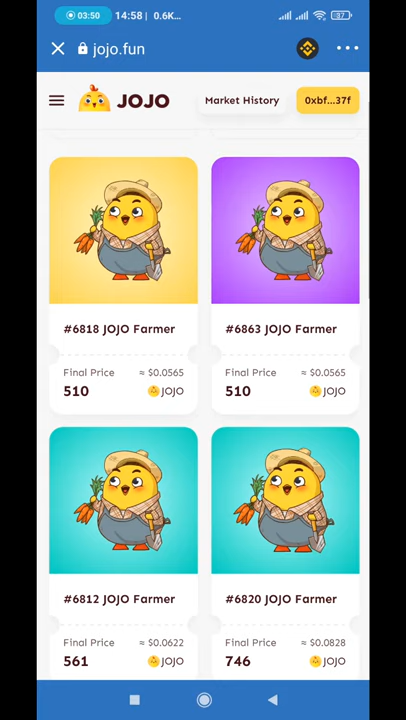 03:50 14:58 0.6K... 37
jojo.fun
JOJO Market History 0xbf...37f
#6818 JOJO Farmer
Final Price ≈ $0.0565
510 JOJO
#6863 JOJO Farmer
Final Price ≈ $0.0565
510 JOJO
#6812 JOJO Farmer
Final Price ≈ $0.0622
561 JOJO
#6820 JOJO Farmer
Final Price ≈ $0.0828
746 JOJO